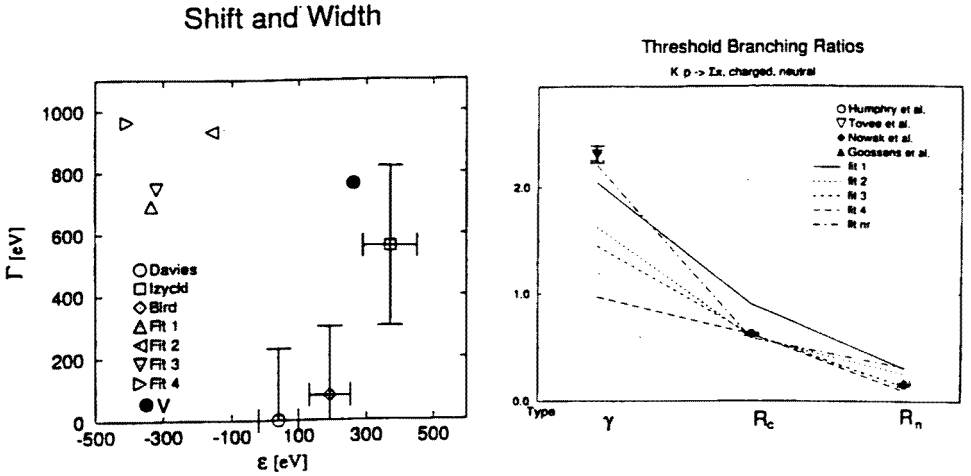 Shift and Width
Γ [eV]
1000
800
600
400
200
0
Davies
Izycki
Bird
Fit 1
Fit 2
Fit 3
Fit 4
V
-500
-300
-100
100
300
500
ε [eV]
Threshold Branching Ratios
K p -> Σπ, charged, neutral
Humphry et al.
Tovee et al.
Nowak et al.
Goossens et al.
fit 1
fit 2
fit 3
fit 4
fit nr
2.0
1.0
0.0
Type
γ
Rc
Rn